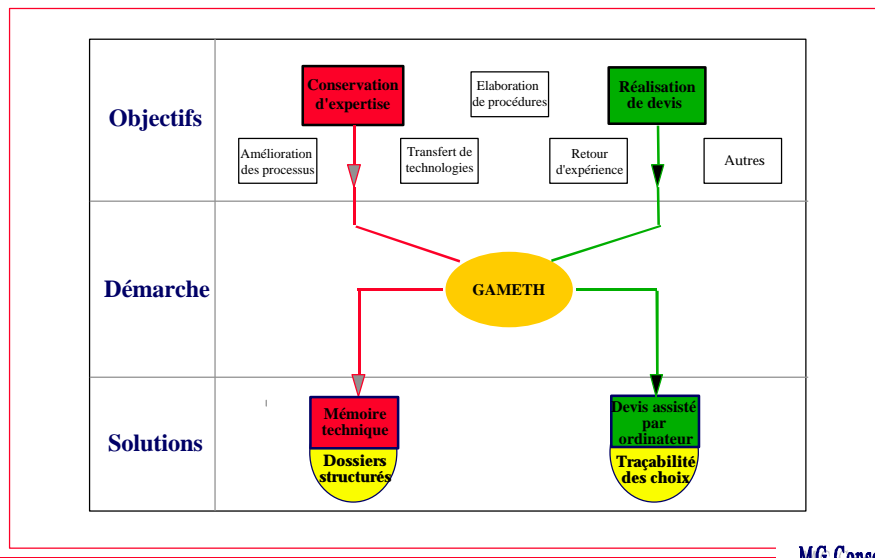 Objectifs
Conservation
d'expertise
Elaboration
de procédures
Réalisation
de devis
Amélioration
des processus
Transfert de
technologies
Retour
d'expérience
Autres
Démarche
GAMETH
Solutions
Mémoire
technique
Dossiers
structurés
Devis assisté
par
ordinateur
Traçabilité
des choix
MG